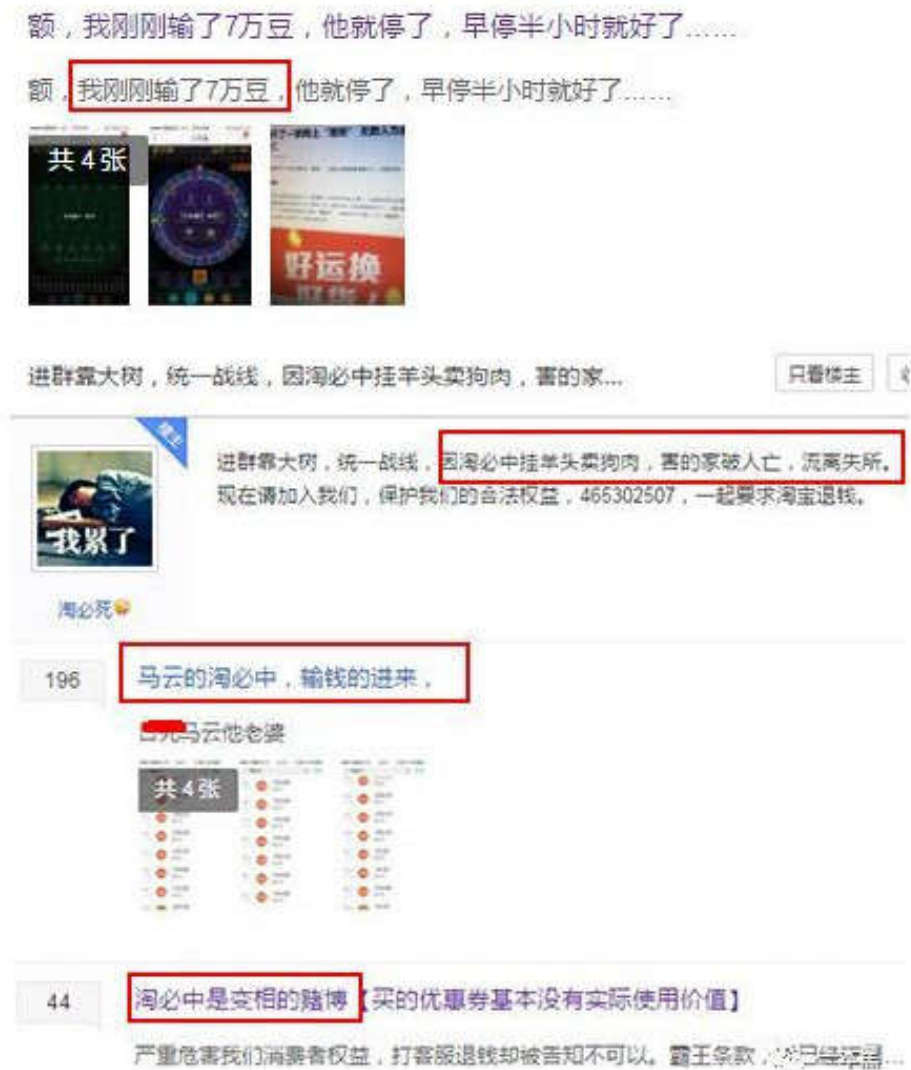 额，我刚刚输了7万豆，他就停了，早停半小时就好了……
额，我刚刚输了7万豆，他就停了，早停半小时就好了……
共4张
好运换
进群靠大树，统一战线，因淘必中挂羊头卖狗肉，害的家...
只看楼主
楼主
进群靠大树，统一战线，因淘必中挂羊头卖狗肉，害的家破人亡，流离失所。
现在请加入我们，保护我们的合法权益，465302507，一起要求淘宝退钱。
我累了
淘必死
196
马云的淘必中，输钱的进来，
马云他老婆
共4张
44
淘必中是变相的赌博【买的优惠券基本没有实际使用价值】
严重危害我们消费者权益，打客服退钱却被告知不可以。霸王条款，